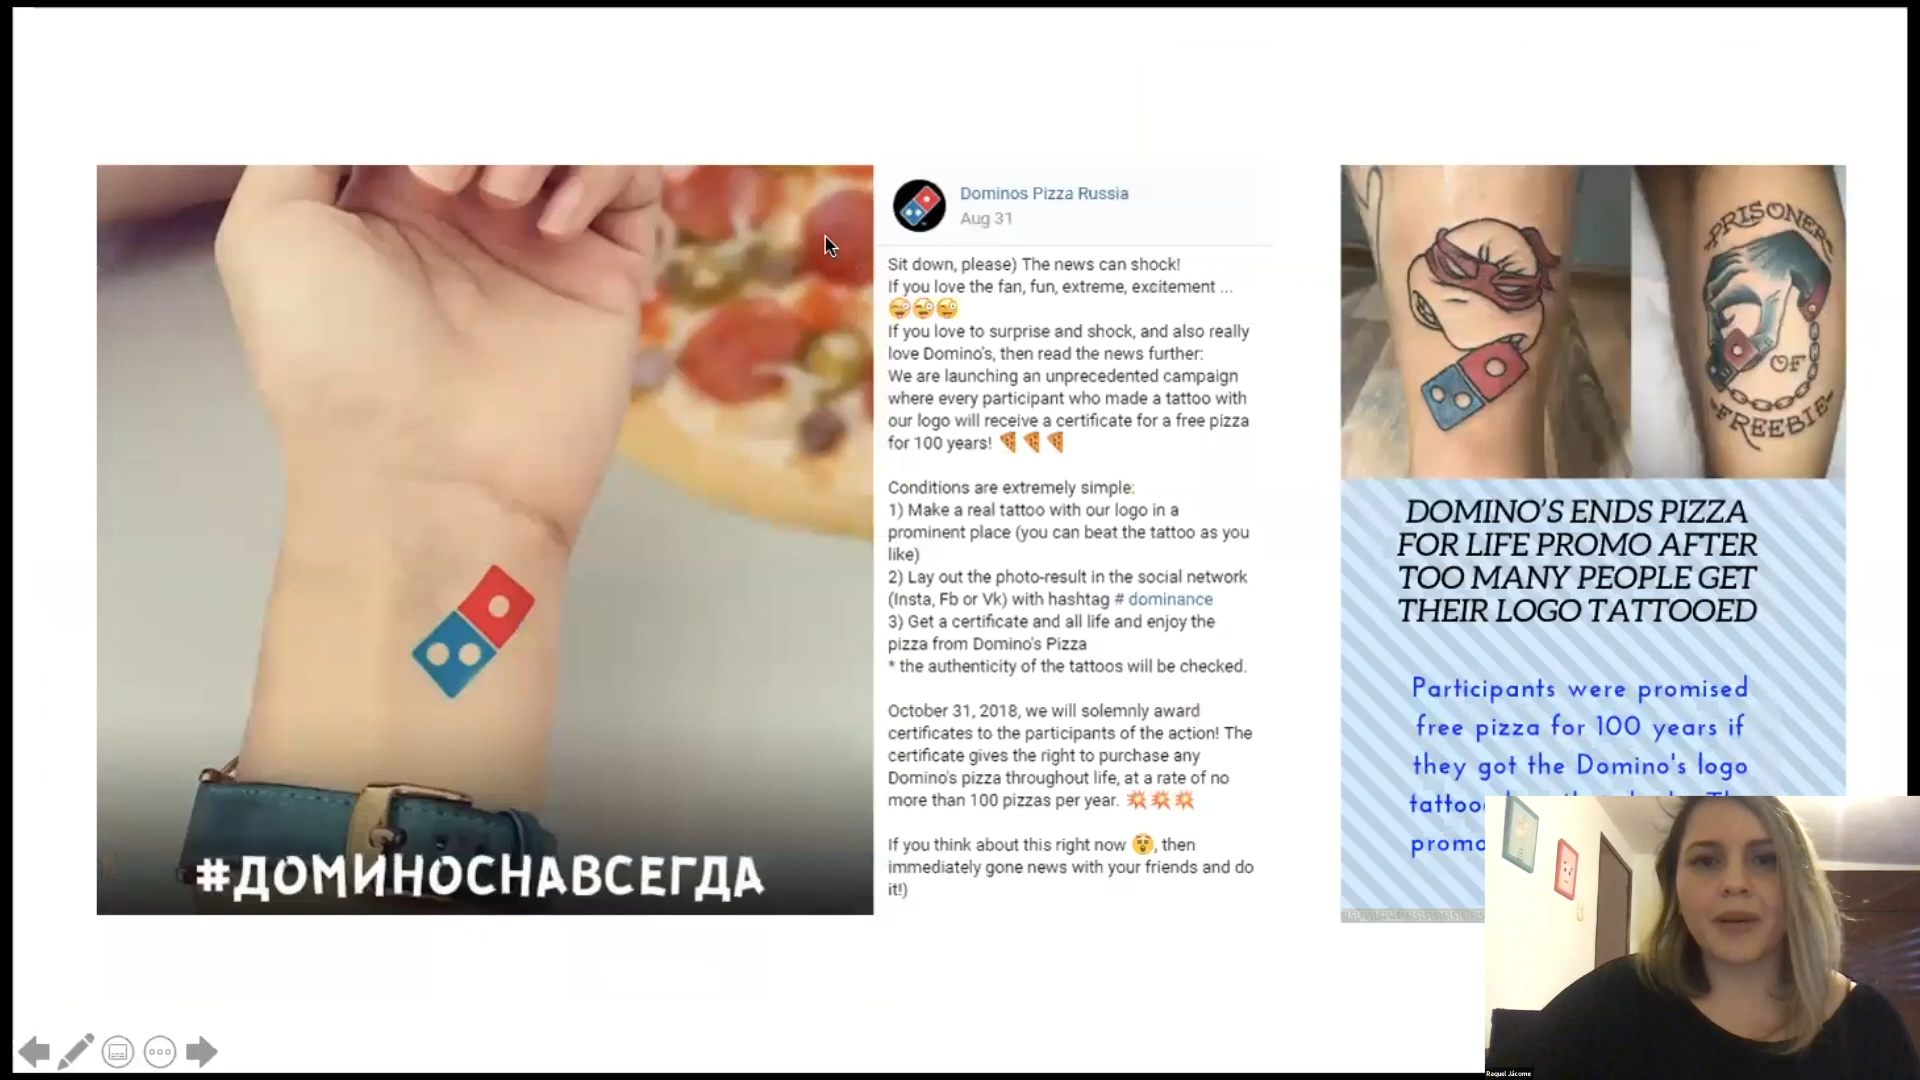 #ДОМИНОСНАВСЕГДА
Dominos Pizza Russia
Aug 31
Sit down, please) The news can shock!
If you love the fan, fun, extreme, excitement ...
If you love to surprise and shock, and also really
love Domino's, then read the news further:
We are launching an unprecedented campaign
where every participant who made a tattoo with
our logo will receive a certificate for a free pizza
for 100 years!
Conditions are extremely simple:
1) Make a real tattoo with our logo in a
prominent place (you can beat the tattoo as you
like)
2) Lay out the photo-result in the social network
(Insta, Fb or Vk) with hashtag # dominance
3) Get a certificate and all life and enjoy the
pizza from Domino's Pizza
* the authenticity of the tattoos will be checked.
October 31, 2018, we will solemnly award
certificates to the participants of the action! The
certificate gives the right to purchase any
Domino's pizza throughout life, at a rate of no
more than 100 pizzas per year.
If you think about this right now , then
immediately gone news with your friends and do
it!)
PRISONER
OF
FREEBIE
DOMINO'S ENDS PIZZA
FOR LIFE PROMO AFTER
TOO MANY PEOPLE GET
THEIR LOGO TATTOOED
Participants were promised
free pizza for 100 years if
they got the Domino's logo
tattoo
promo
Raquel Jácome